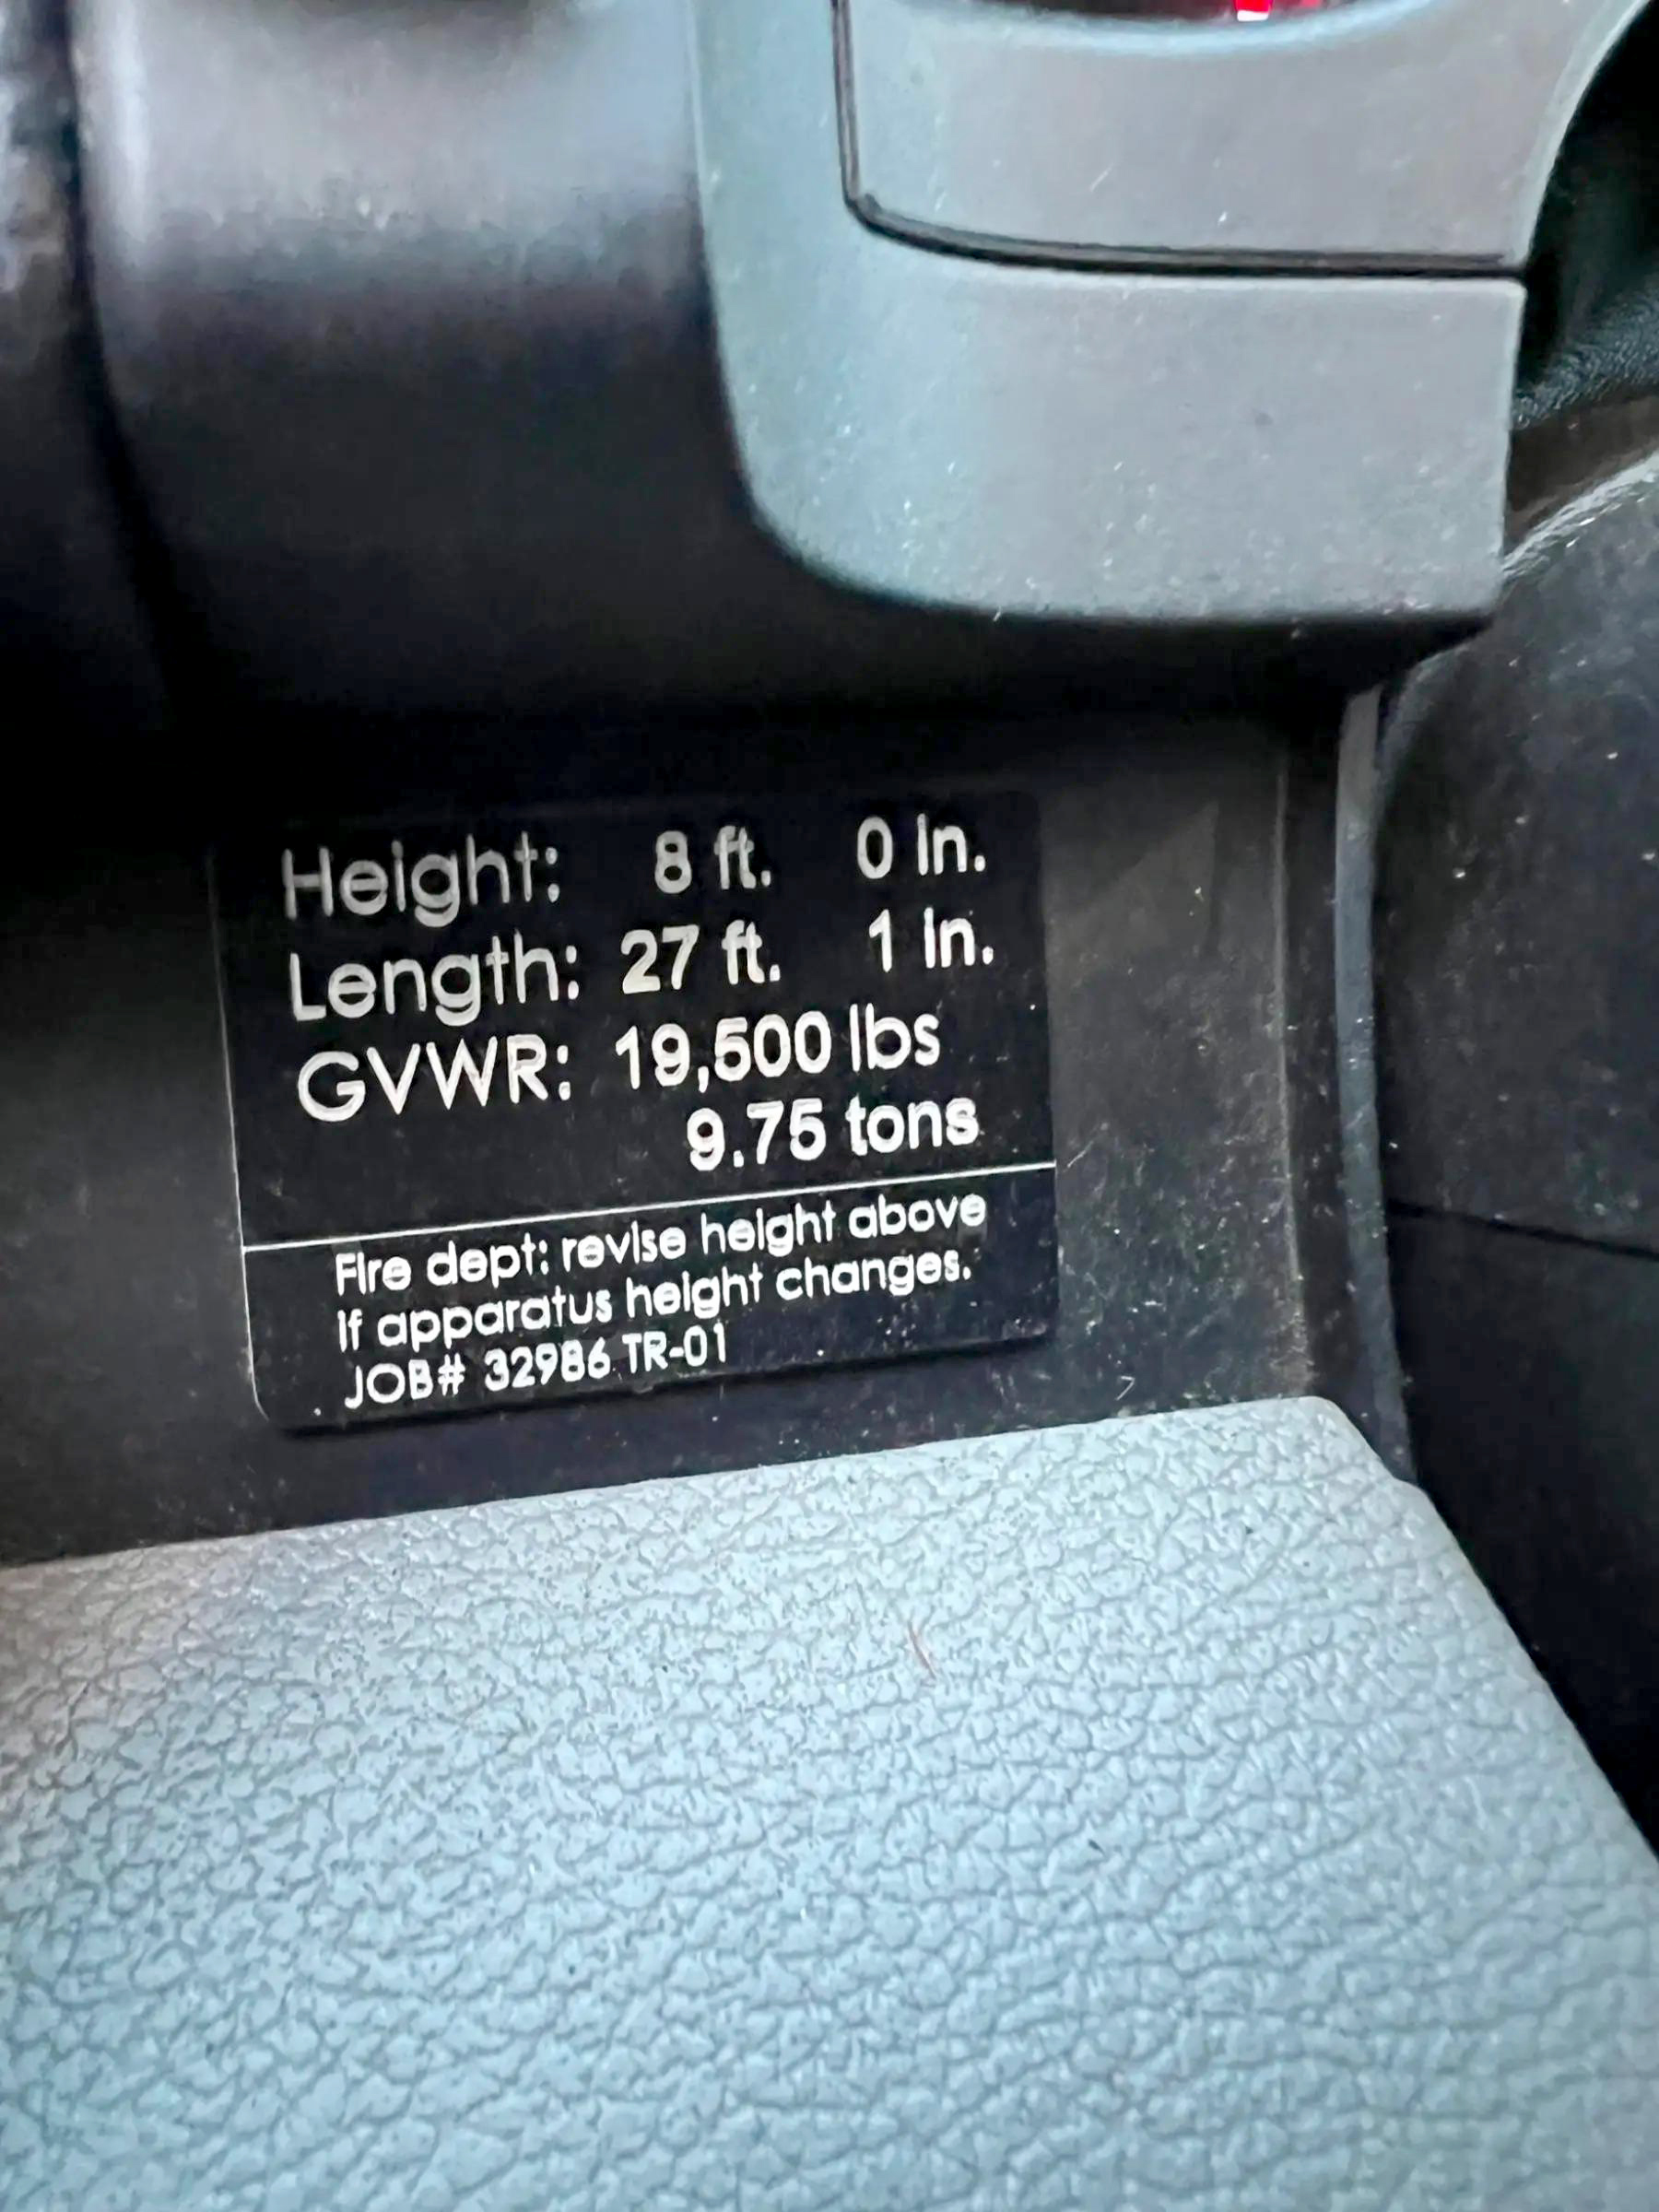 Height: 8 ft. 0 in.
Length: 27 ft. 1 in.
GVWR: 19,500 lbs
9.75 tons
Fire dept: revise height above
if apparatus height changes.
JOB# 32986 TR-01